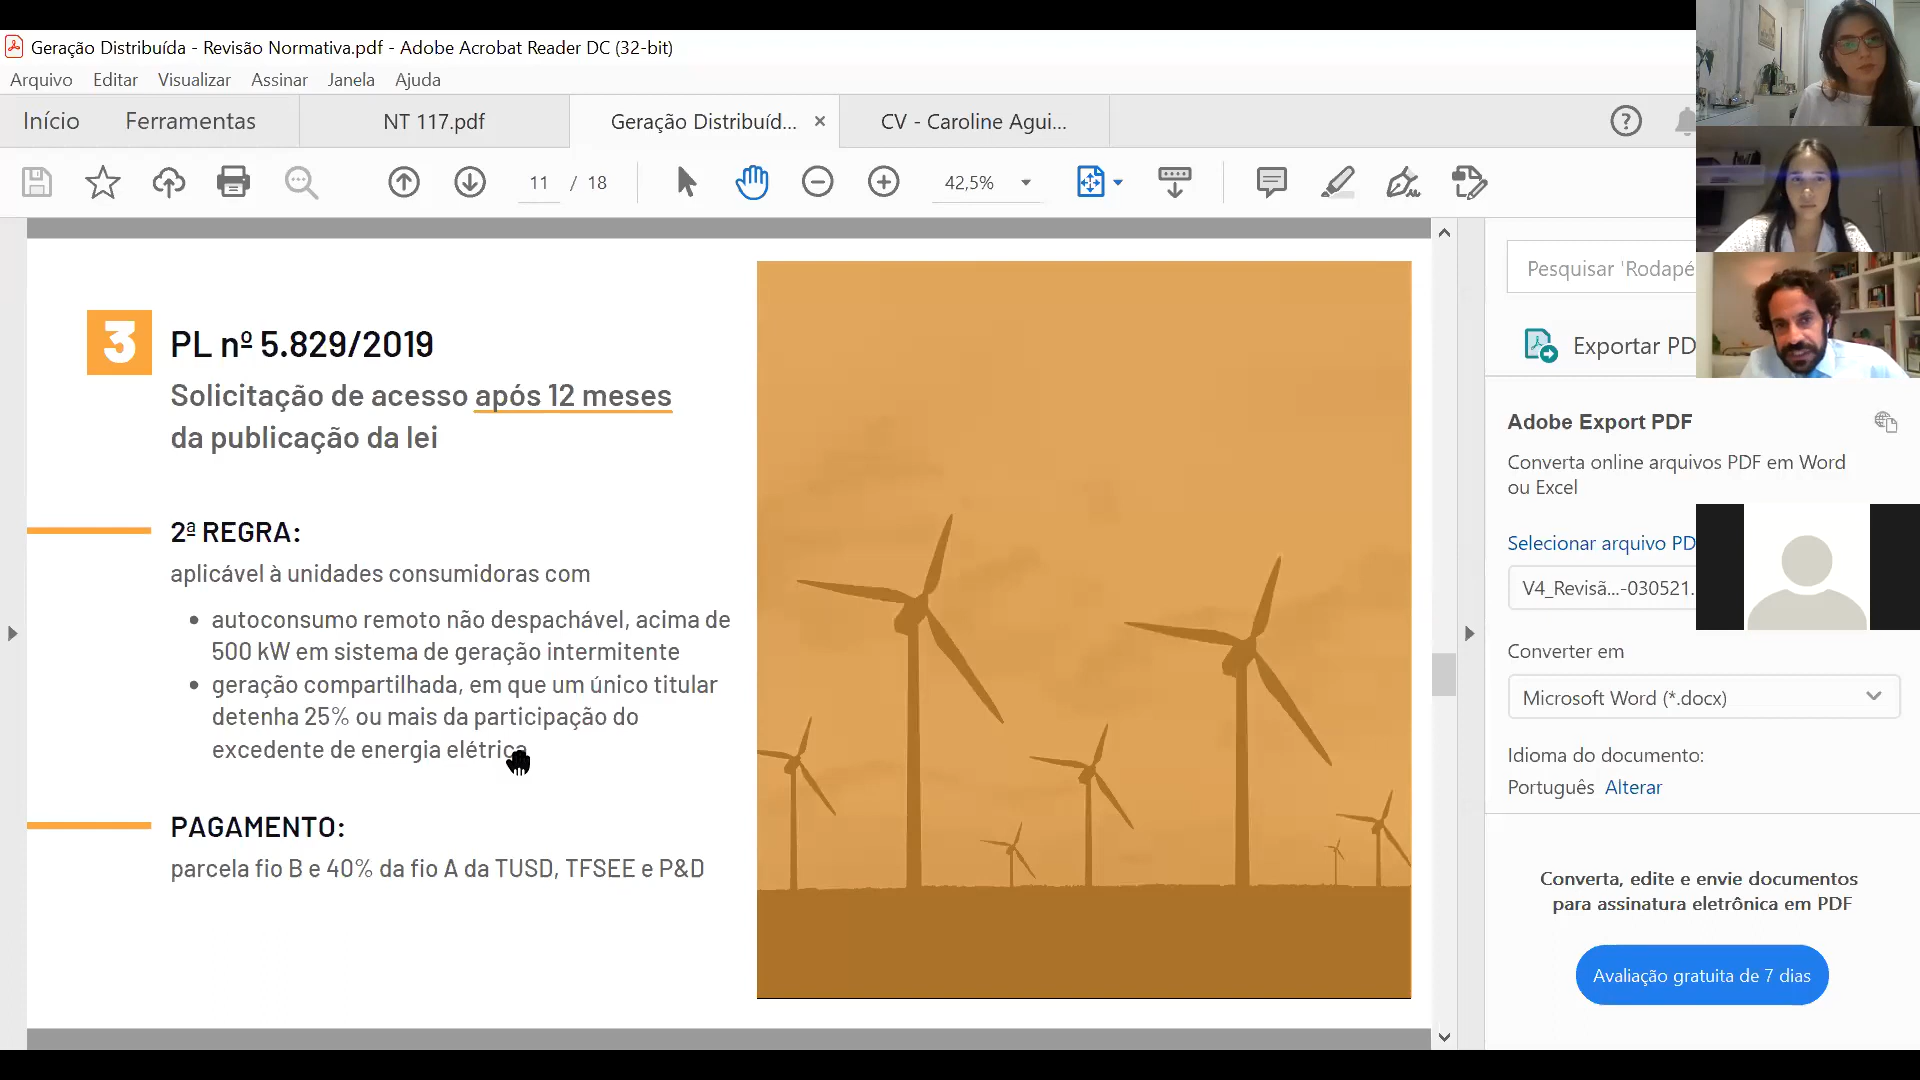 Geração Distribuída - Revisão Normativa.pdf - Adobe Acrobat Reader DC (32-bit)
Arquivo Editar Visualizar Assinar Janela Ajuda
Início Ferramentas NT 117.pdf Geração Distribuíd... × CV - Caroline Agui...
11 / 18 42,5%
3 PL nº 5.829/2019
Solicitação de acesso após 12 meses
da publicação da lei
2ª REGRA:
aplicável à unidades consumidoras com
• autoconsumo remoto não despachável, acima de
500 kW em sistema de geração intermitente
• geração compartilhada, em que um único titular
detenha 25% ou mais da participação do
excedente de energia elétrica
PAGAMENTO:
parcela fio B e 40% da fio A da TUSD, TFSEE e P&D
Pesquisar 'Rodapé
Exportar PD
Adobe Export PDF
Converta online arquivos PDF em Word
ou Excel
Selecionar arquivo PD
V4_Revisã...-030521.
Converter em
Microsoft Word (*.docx)
Idioma do documento:
Português Alterar
Converta, edite e envie documentos
para assinatura eletrônica em PDF
Avaliação gratuita de 7 dias